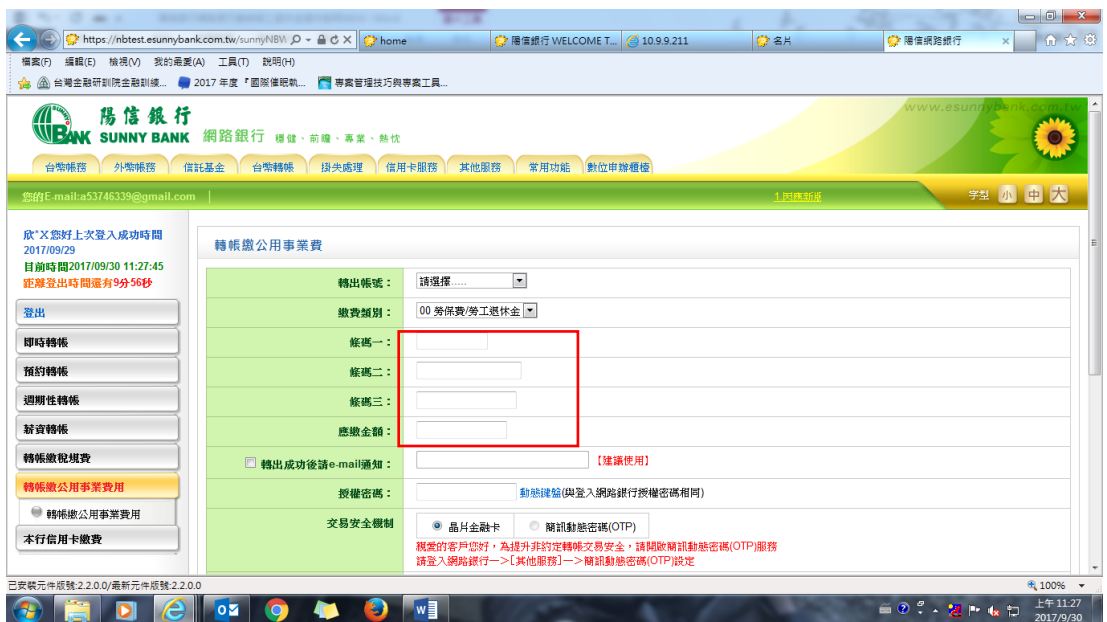 https://nbtest.esunnybank.com.tw/sunnyNBW
home
陽信銀行 WELCOME T...
10.9.9.211
名片
陽信網路銀行
檔案(F) 編輯(E) 檢視(V) 我的最愛(A) 工具(T) 說明(H)
台灣金融研訓院金融訓練...
2017 年度『國際催眠執...
專案管理技巧與專案工具...
陽信銀行
BANK SUNNY BANK 網路銀行 穩健、前瞻、專業、熱忱
www.esunnybank.com.tw
台幣帳務 外幣帳務 信託基金 台幣轉帳 掛失處理 信用卡服務 其他服務 常用功能 數位申辦櫃檯
您的E-mail:a53746339@gmail.com |
1.因應新版
字型 小 中 大
欣*X您好上次登入成功時間
2017/09/29
目前時間2017/09/30 11:27:45
距離登出時間還有9分56秒
登出
即時轉帳
預約轉帳
週期性轉帳
薪資轉帳
轉帳繳稅規費
轉帳繳公用事業費用
轉帳繳公用事業費用
本行信用卡繳費
轉帳繳公用事業費
轉出帳號： 請選擇.....
繳費類別： 00 勞保費/勞工退休金
條碼一：
條碼二：
條碼三：
應繳金額：
轉出成功後請e-mail通知： 【建議使用】
授權密碼： 動態鍵盤(與登入網路銀行授權密碼相同)
交易安全機制 晶片金融卡 簡訊動態密碼(OTP)
親愛的客戶您好，為提升非約定轉帳交易安全，請開啟簡訊動態密碼(OTP)服務
請登入網路銀行—>[其他服務]—>簡訊動態密碼(OTP)設定
已安裝元件版號:2.2.0.0/最新元件版號:2.2.0.0
100%
上午 11:27
2017/9/30